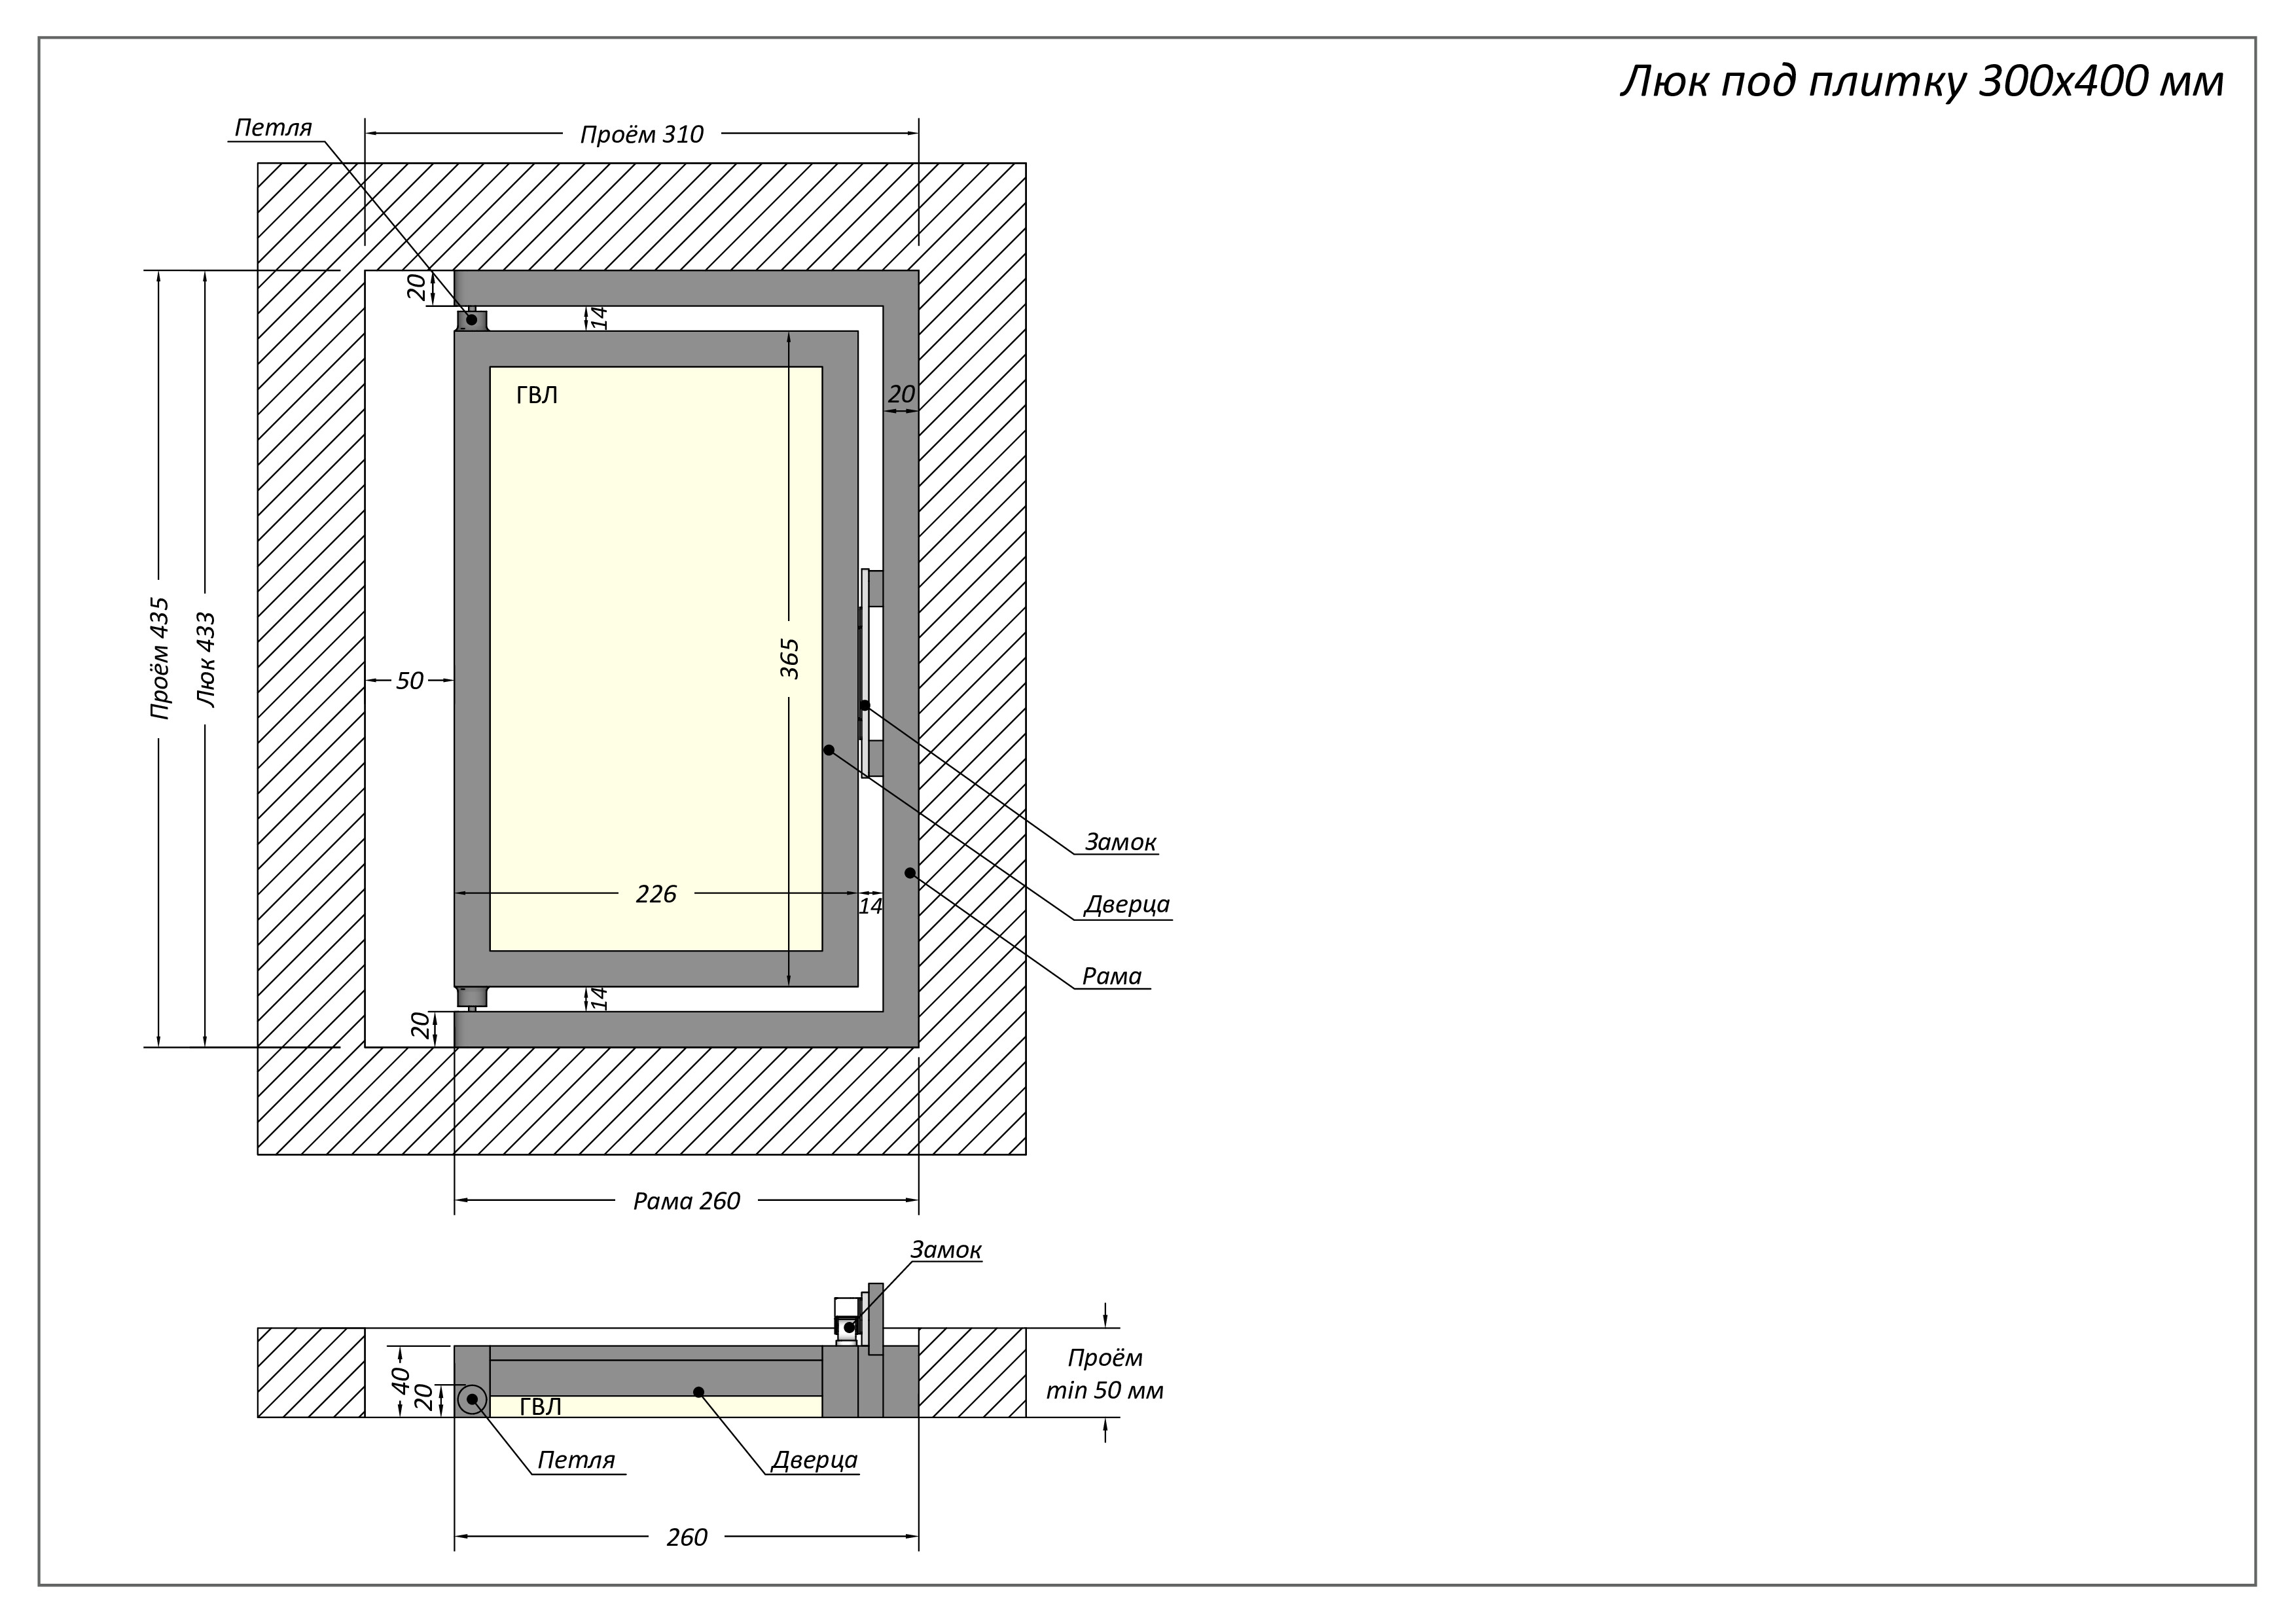 Люк под плитку 300х400 мм
Петля
Проём 310
20
14
ГВЛ
20
Проём 435
Люк 433
365
50
Замок
226
14
Дверца
Рама
14
20
Рама 260
Замок
Проём
min 50 мм
40
20
ГВЛ
Петля
Дверца
260